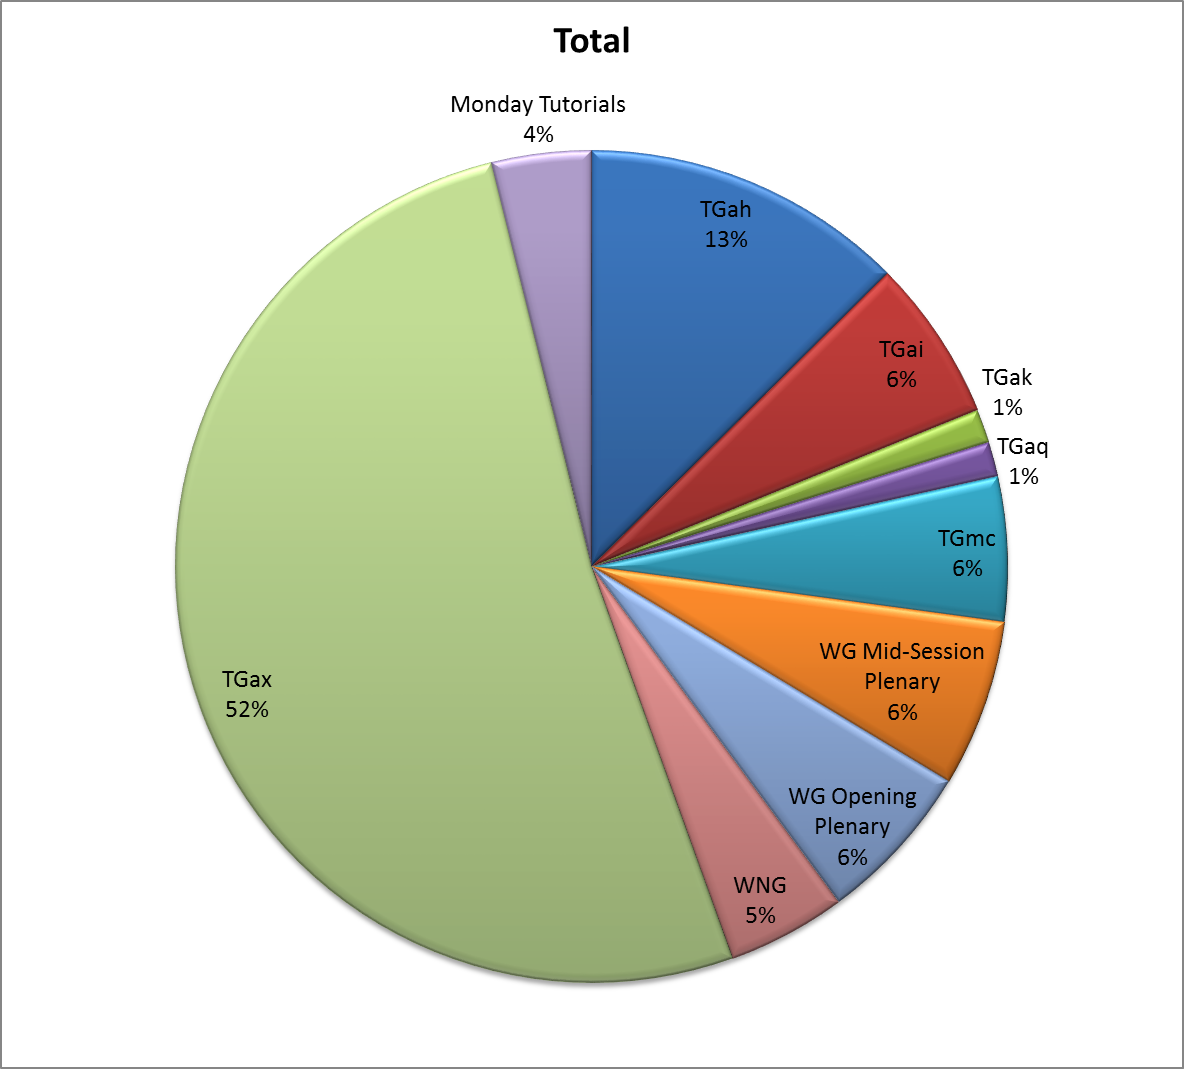 Total
Monday Tutorials
4%
TGah
13%
TGai
6%
TGak
1%
TGaq
1%
TGmc
6%
WG Mid-Session
Plenary
6%
WG Opening
Plenary
6%
WNG
5%
TGax
52%